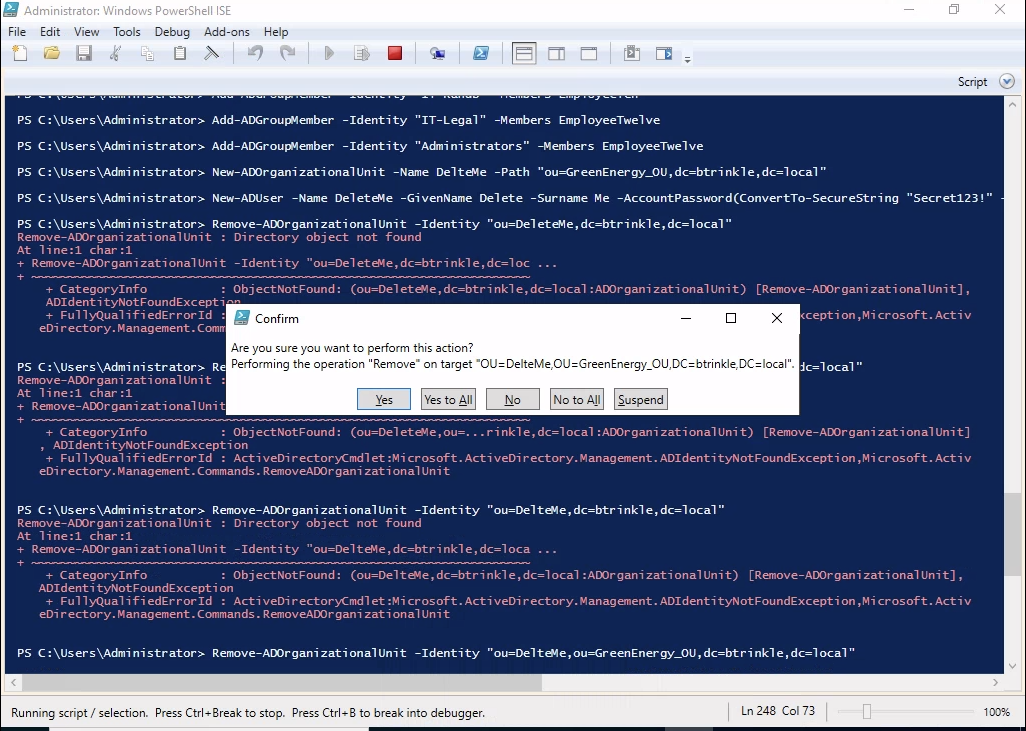 Administrator: Windows PowerShell ISE
File Edit View Tools Debug Add-ons Help
Script
PS C:\Users\Administrator> Add-ADGroupMember -Identity "IT-Legal" -Members EmployeeTwelve
PS C:\Users\Administrator> Add-ADGroupMember -Identity "Administrators" -Members EmployeeTwelve
PS C:\Users\Administrator> New-ADOrganizationalUnit -Name DelteMe -Path "ou=GreenEnergy_OU,dc=btrinkle,dc=local"
PS C:\Users\Administrator> New-ADUser -Name DeleteMe -GivenName Delete -Surname Me -AccountPassword(ConvertTo-SecureString "Secret123!" -
PS C:\Users\Administrator> Remove-ADOrganizationalUnit -Identity "ou=DeleteMe,dc=btrinkle,dc=local"
Remove-ADOrganizationalUnit : Directory object not found
At line:1 char:1
+ Remove-ADOrganizationalUnit -Identity "ou=DeleteMe,dc=btrinkle,dc=loc ...
+ ~~~~~~~~~~~~~~~~~~~~~~~~~~~~~~~~~~~~~~~~~~~~~~~~~~~~~~~~~~~~~~~~~~~~~
+ CategoryInfo : ObjectNotFound: (ou=DeleteMe,dc=btrinkle,dc=local:ADOrganizationalUnit) [Remove-ADOrganizationalUnit],
ADIdentityNotFoundException
+ FullyQualifiedErrorId : xception,Microsoft.Activ
eDirectory.Management.Comm
Confirm
Are you sure you want to perform this action?
Performing the operation "Remove" on target "OU=DelteMe,OU=GreenEnergy_OU,DC=btrinkle,DC=local".
Yes Yes to All No No to All Suspend
PS C:\Users\Administrator> Re dc=local"
Remove-ADOrganizationalUnit :
At line:1 char:1
+ Remove-ADOrganizationalUnit
+ ~~~~~~~~~~~~~~~~~~~~~~~~~~~~~~~~~~~~~~~~~~~~~~~~~~~~~~~~~~~~~~~~~~~~~
+ CategoryInfo : ObjectNotFound: (ou=DeleteMe,ou=...rinkle,dc=local:ADOrganizationalUnit) [Remove-ADOrganizationalUnit]
, ADIdentityNotFoundException
+ FullyQualifiedErrorId : ActiveDirectoryCmdlet:Microsoft.ActiveDirectory.Management.ADIdentityNotFoundException,Microsoft.Activ
eDirectory.Management.Commands.RemoveADOrganizationalUnit
PS C:\Users\Administrator> Remove-ADOrganizationalUnit -Identity "ou=DelteMe,dc=btrinkle,dc=local"
Remove-ADOrganizationalUnit : Directory object not found
At line:1 char:1
+ Remove-ADOrganizationalUnit -Identity "ou=DelteMe,dc=btrinkle,dc=loca ...
+ ~~~~~~~~~~~~~~~~~~~~~~~~~~~~~~~~~~~~~~~~~~~~~~~~~~~~~~~~~~~~~~~~~~~~~
+ CategoryInfo : ObjectNotFound: (ou=DelteMe,dc=btrinkle,dc=local:ADOrganizationalUnit) [Remove-ADOrganizationalUnit],
ADIdentityNotFoundException
+ FullyQualifiedErrorId : ActiveDirectoryCmdlet:Microsoft.ActiveDirectory.Management.ADIdentityNotFoundException,Microsoft.Activ
eDirectory.Management.Commands.RemoveADOrganizationalUnit
PS C:\Users\Administrator> Remove-ADOrganizationalUnit -Identity "ou=DelteMe,ou=GreenEnergy_OU,dc=btrinkle,dc=local"
Running script / selection. Press Ctrl+Break to stop. Press Ctrl+B to break into debugger.
Ln 248 Col 73
100%